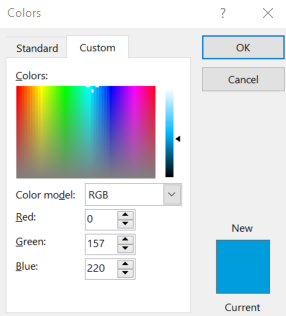 Colors ? ×
Standard Custom OK
Cancel
Colors:
Color model: RGB
Red: 0
Green: 157
Blue: 220
New
Current